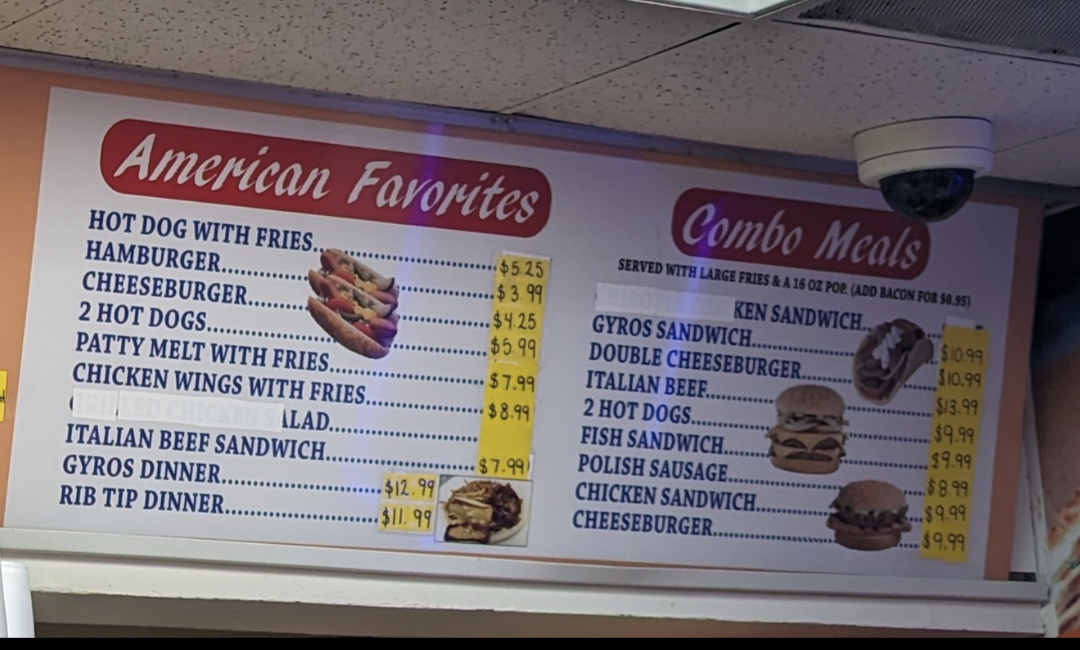 American Favorites
HOT DOG WITH FRIES $5.25
HAMBURGER $3.99
CHEESEBURGER $4.25
2 HOT DOGS $5.99
PATTY MELT WITH FRIES $7.99
CHICKEN WINGS WITH FRIES $8.99
GRILLED CHICKEN SALAD
ITALIAN BEEF SANDWICH $7.99
GYROS DINNER $12.99
RIB TIP DINNER $11.99
Combo Meals
SERVED WITH LARGE FRIES & A 16 OZ POP. (ADD BACON FOR $0.95)
KEN SANDWICH
GYROS SANDWICH $10.99
DOUBLE CHEESEBURGER $10.99
ITALIAN BEEF $13.99
2 HOT DOGS $9.99
FISH SANDWICH $9.99
POLISH SAUSAGE $8.99
CHICKEN SANDWICH $9.99
CHEESEBURGER $9.99